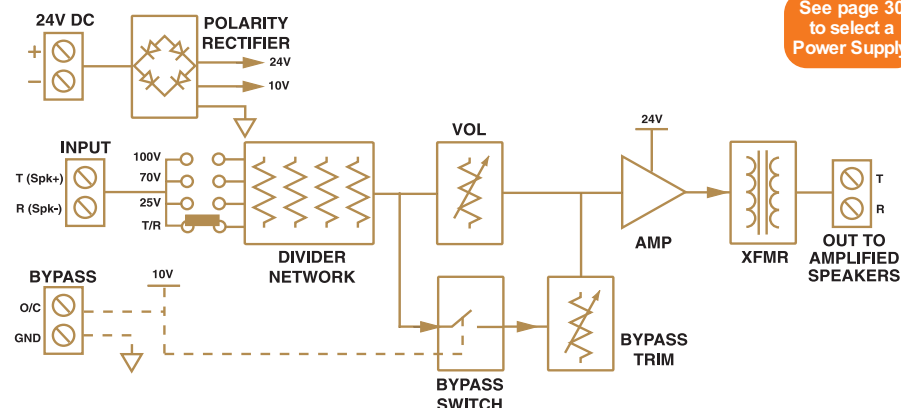 See page 30
to select a
Power Supply
24V DC
+
−
POLARITY
RECTIFIER
24V
10V
INPUT
T (Spk+)
R (Spk-)
100V
70V
25V
T/R
DIVIDER
NETWORK
VOL
24V
AMP
XFMR
T
R
OUT TO
AMPLIFIED
SPEAKERS
BYPASS
O/C
GND
10V
BYPASS
SWITCH
BYPASS
TRIM